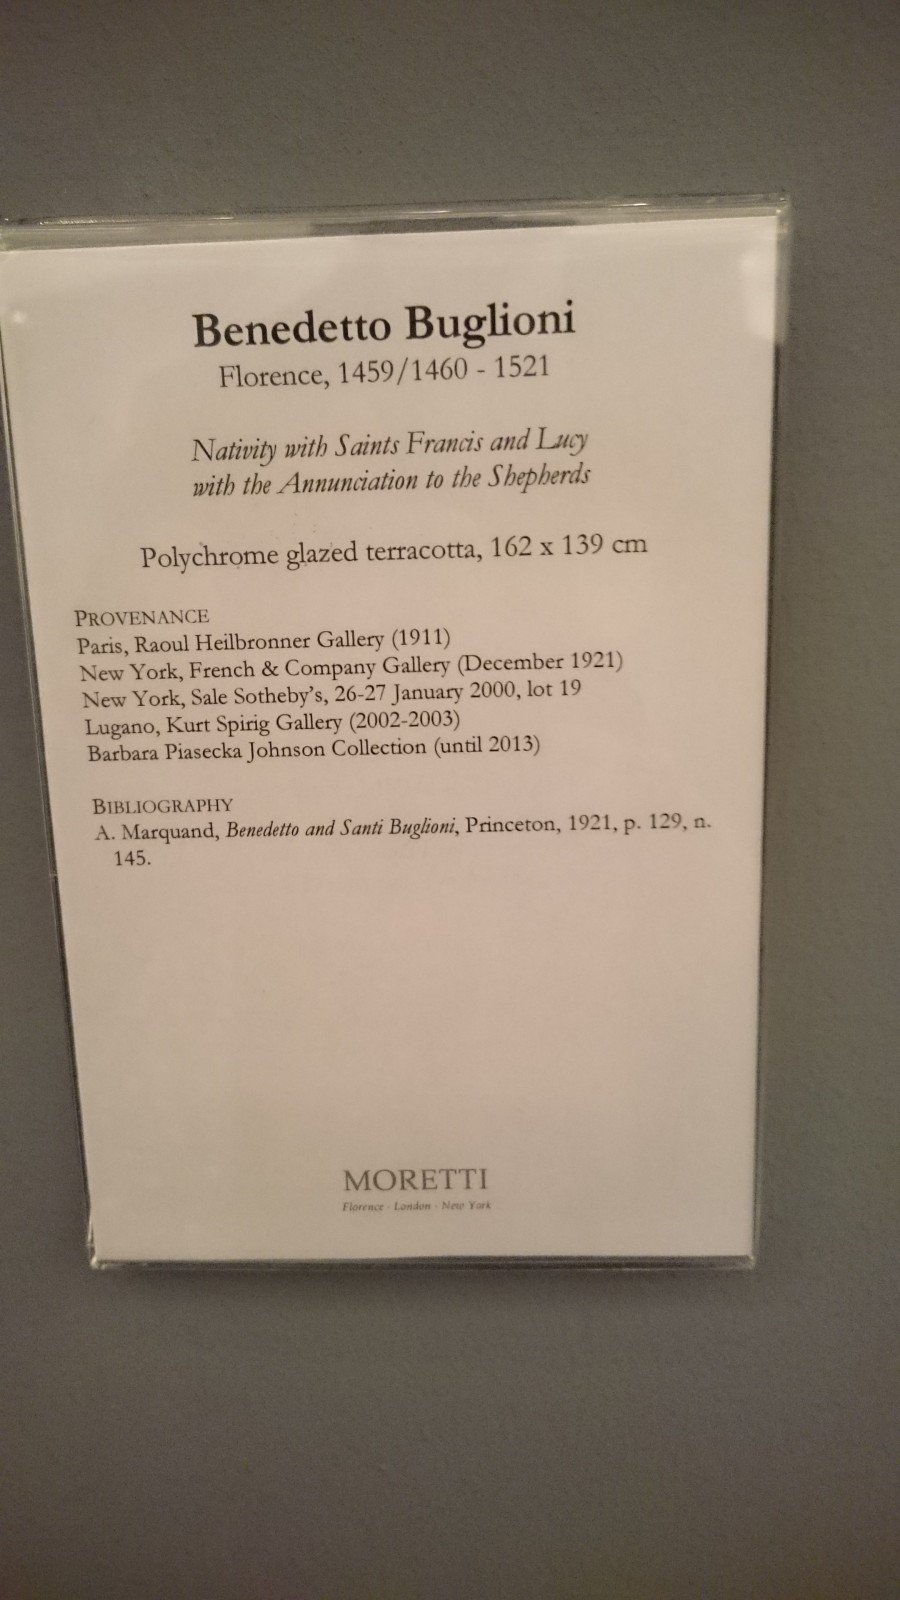 Benedetto Buglioni
Florence, 1459/1460 - 1521
Nativity with Saints Francis and Lucy
with the Annunciation to the Shepherds
Polychrome glazed terracotta, 162 x 139 cm
PROVENANCE
Paris, Raoul Heilbronner Gallery (1911)
New York, French & Company Gallery (December 1921)
New York, Sale Sotheby's, 26-27 January 2000, lot 19
Lugano, Kurt Spirig Gallery (2002-2003)
Barbara Piasecka Johnson Collection (until 2013)
BIBLIOGRAPHY
A. Marquand, Benedetto and Santi Buglioni, Princeton, 1921, p. 129, n.
145.
MORETTI
Florence · London · New York